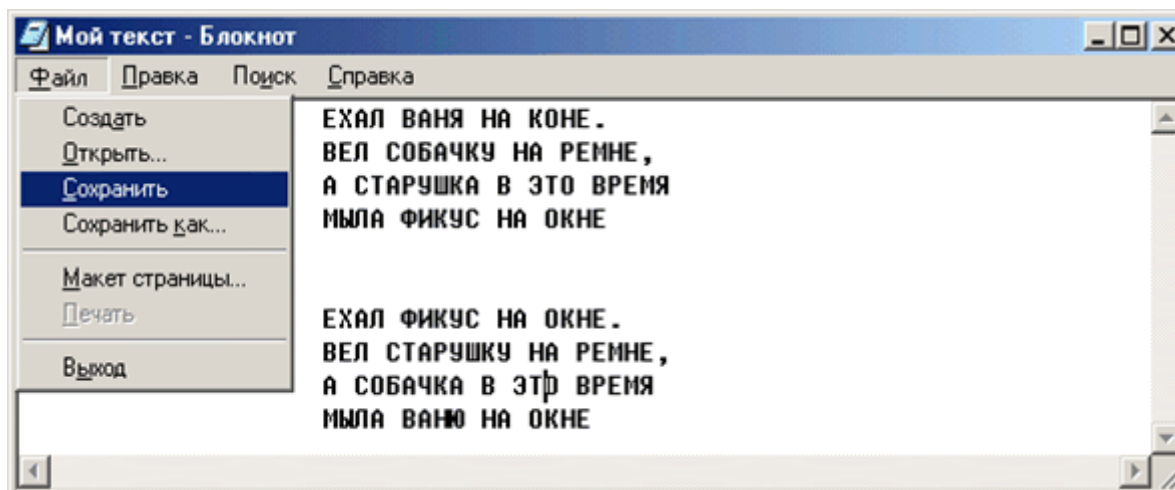 Мой текст - Блокнот
Файл Правка Поиск Справка
Создать
Открыть...
Сохранить
Сохранить как...
Макет страницы...
Печать
Выход
ЕХАЛ ВАНЯ НА КОНЕ.
ВЕЛ СОБАЧКУ НА РЕМНЕ,
А СТАРУШКА В ЭТО ВРЕМЯ
МЫЛА ФИКУС НА ОКНЕ
ЕХАЛ ФИКУС НА ОКНЕ.
ВЕЛ СТАРУШКУ НА РЕМНЕ,
А СОБАЧКА В ЭТО ВРЕМЯ
МЫЛА ВАНЮ НА ОКНЕ